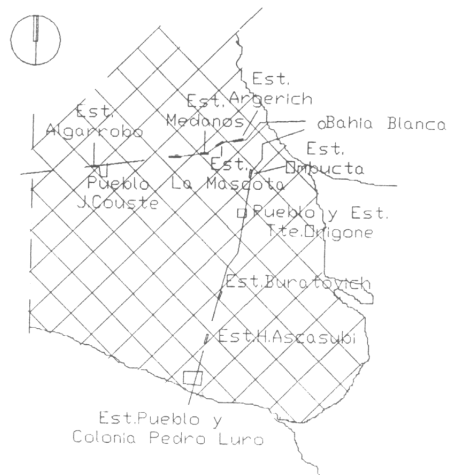 Est.
Argerich
Est.
Medanos
Est.
Algarrobo
Bahia Blanca
Est.
Ombucta
Est.
La Mascota
Pueblo
J.Couste
Pueblo y Est.
Tte.Origone
Est.Buratovich
Est.H.Ascasubi
Est.Pueblo y
Colonia Pedro Luro